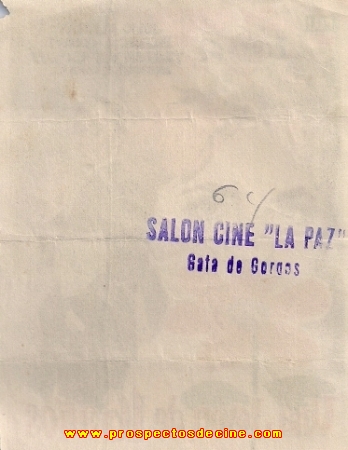 64
SALON CINE "LA PAZ"
Gata de Gorgos
www.prospectosdecine.com